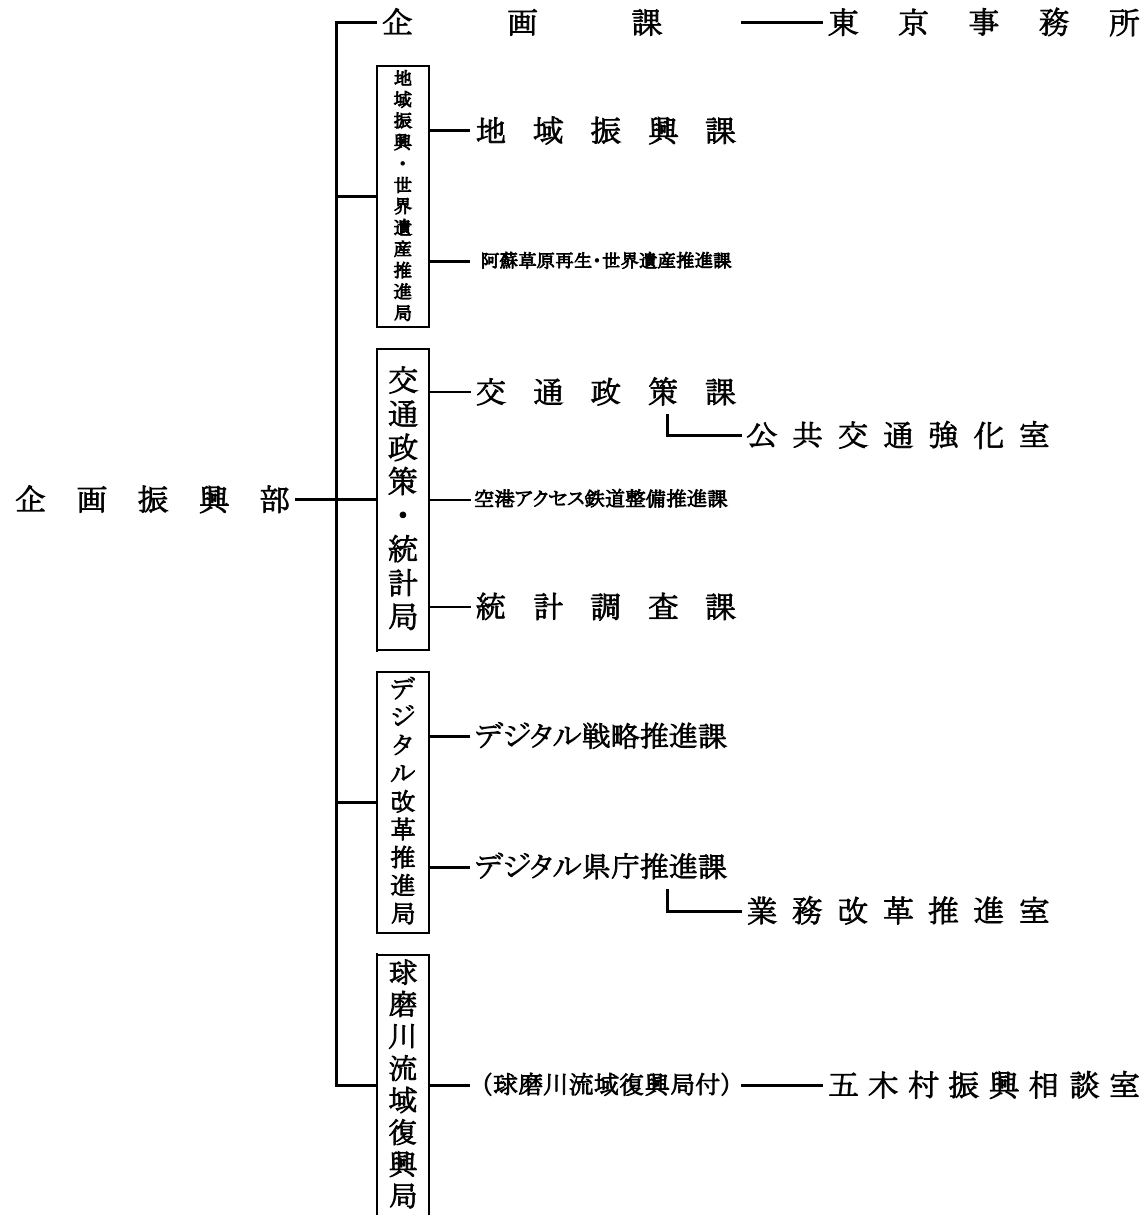 企画課
東京事務所
地域振興・世界遺産推進局
地域振興課
阿蘇草原再生・世界遺産推進課
交通政策・統計局
交通政策課
公共交通強化室
企画振興部
空港アクセス鉄道整備推進課
統計調査課
デジタル改革推進局
デジタル戦略推進課
デジタル県庁推進課
業務改革推進室
球磨川流域復興局
（球磨川流域復興局付）
五木村振興相談室